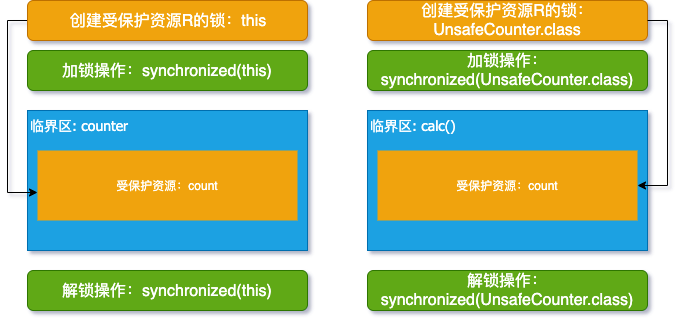 创建受保护资源R的锁：this
加锁操作：synchronized(this)
临界区: counter
受保护资源：count
解锁操作：synchronized(this)
创建受保护资源R的锁：
UnsafeCounter.class
加锁操作：
synchronized(UnsafeCounter.class)
临界区: calc()
受保护资源：count
解锁操作：
synchronized(UnsafeCounter.class)